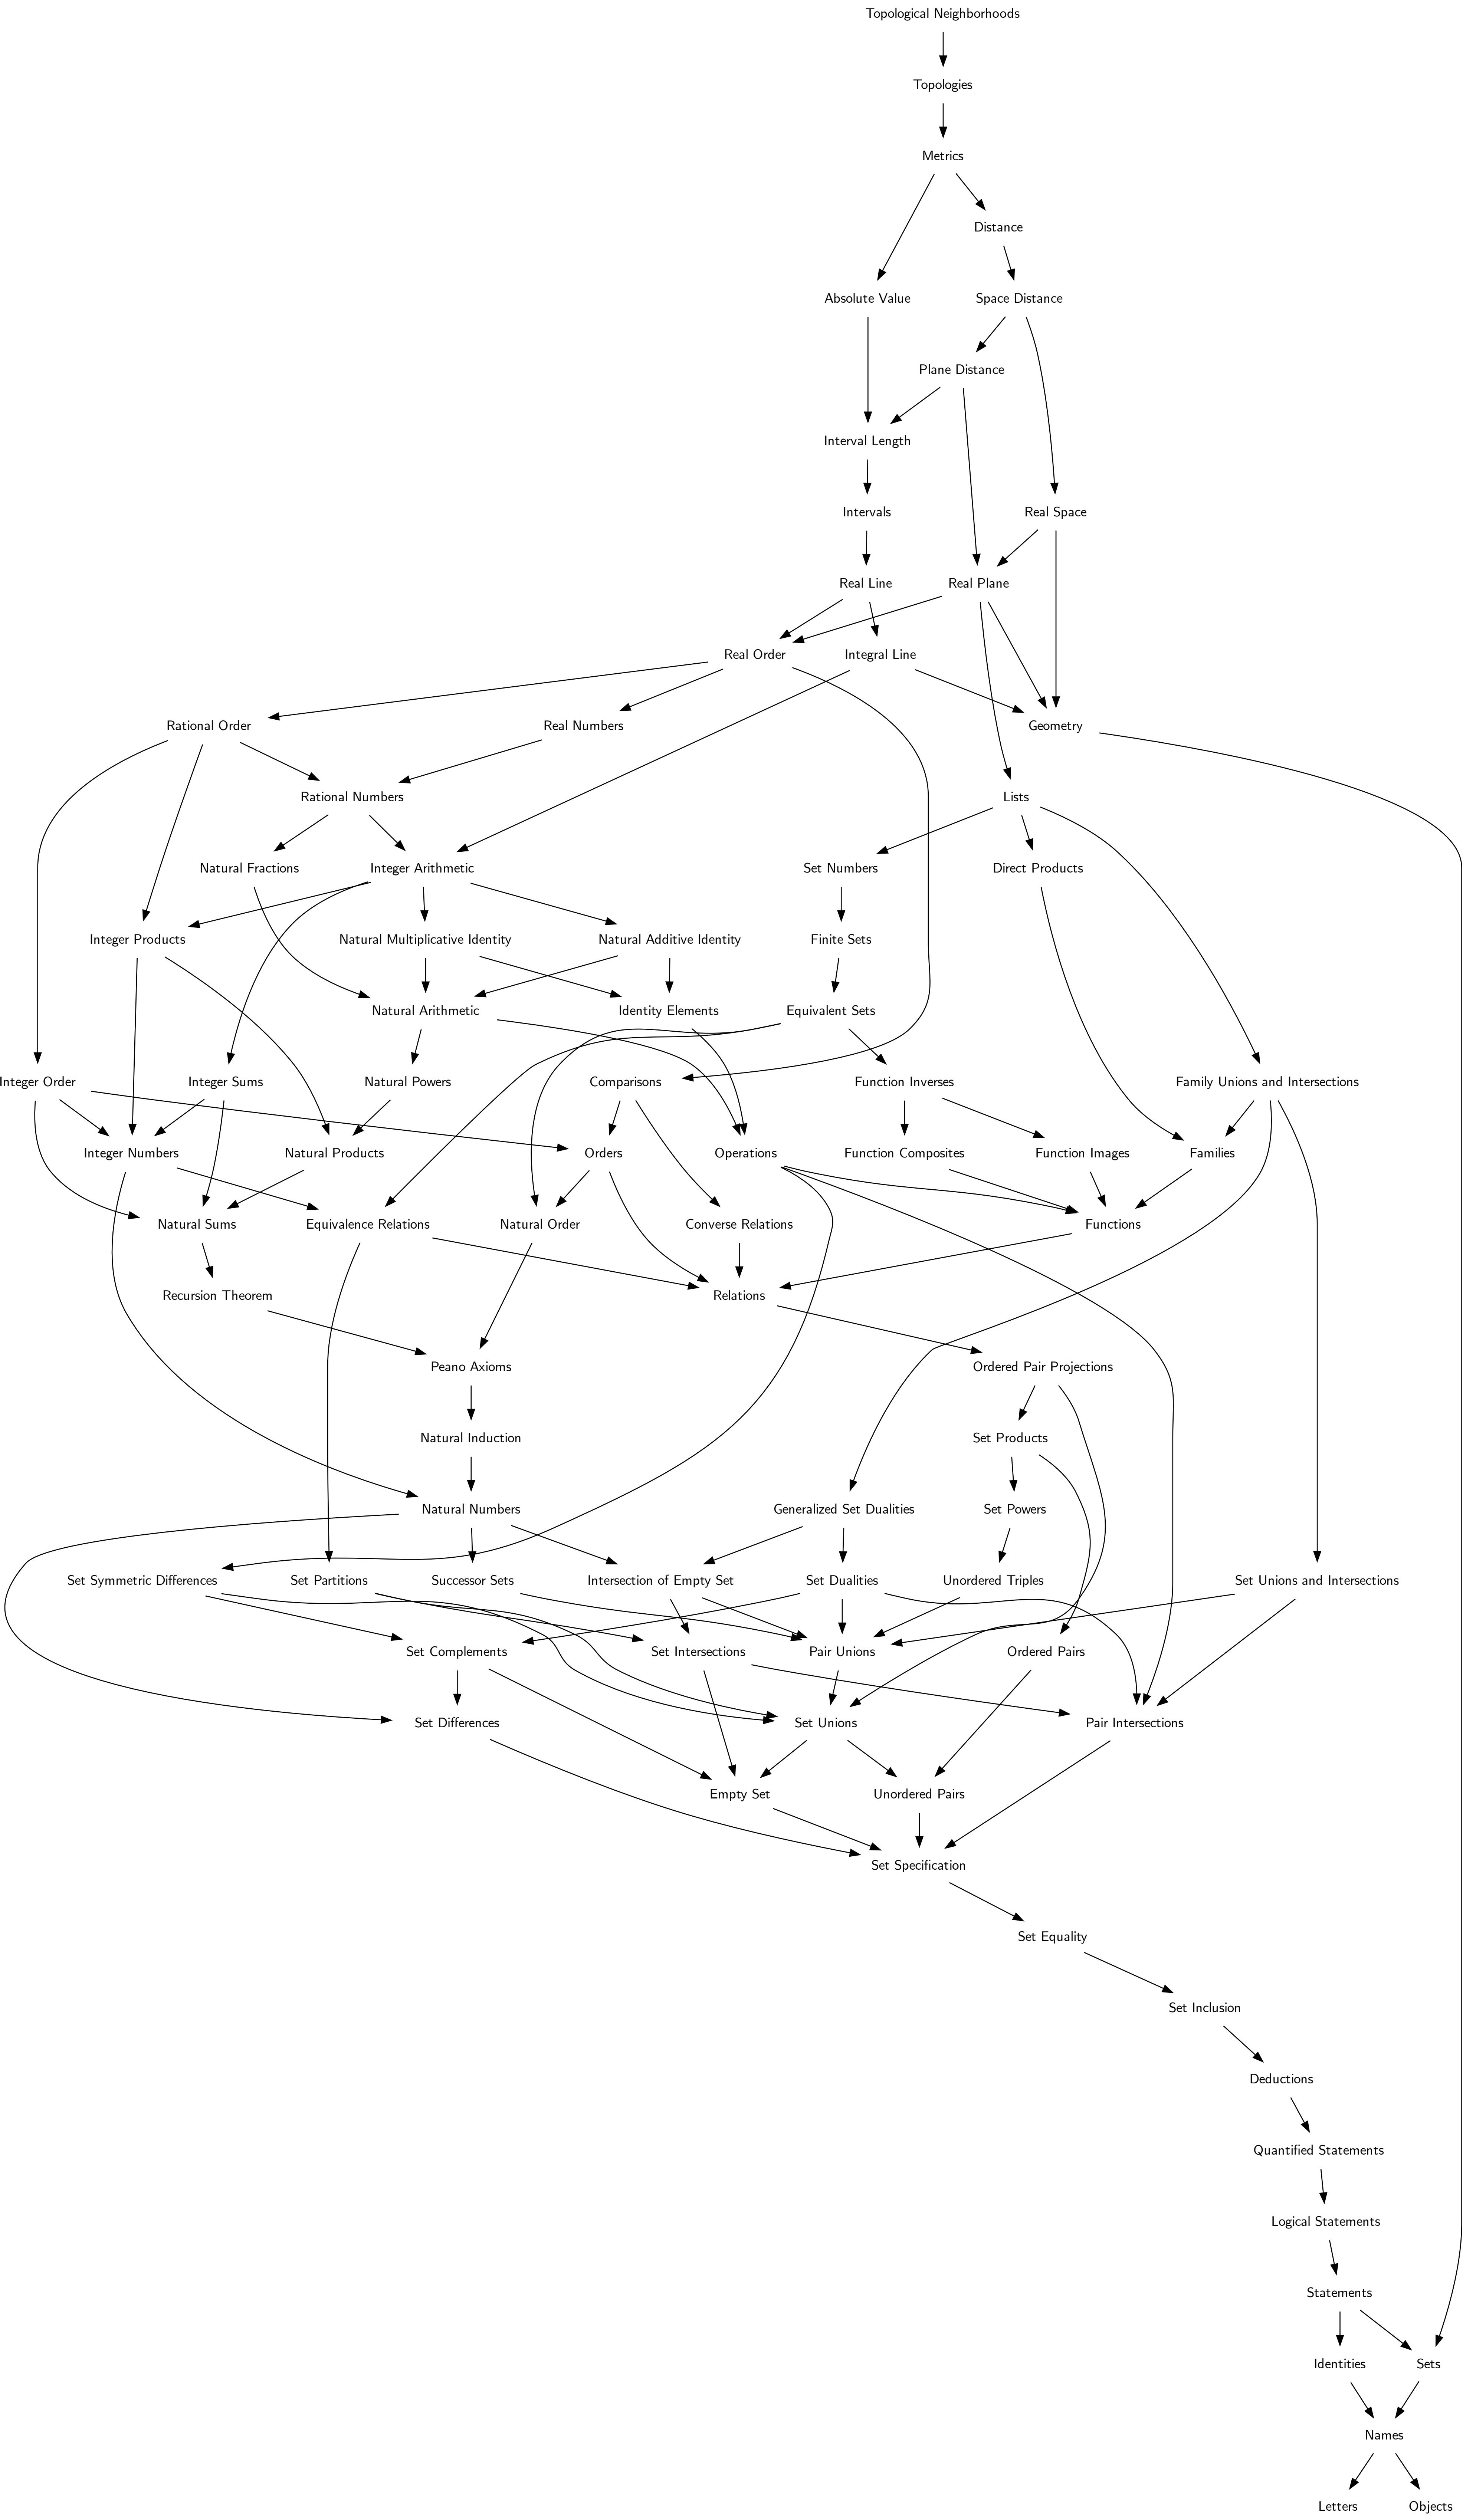 Topological Neighborhoods
Topologies
Metrics
Distance
Absolute Value
Space Distance
Plane Distance
Interval Length
Intervals
Real Space
Real Line
Real Plane
Real Order
Integral Line
Rational Order
Real Numbers
Geometry
Rational Numbers
Lists
Natural Fractions
Integer Arithmetic
Set Numbers
Direct Products
Integer Products
Natural Multiplicative Identity
Natural Additive Identity
Finite Sets
Natural Arithmetic
Identity Elements
Equivalent Sets
Integer Order
Integer Sums
Natural Powers
Comparisons
Function Inverses
Family Unions and Intersections
Integer Numbers
Natural Products
Orders
Operations
Function Composites
Function Images
Families
Natural Sums
Equivalence Relations
Natural Order
Converse Relations
Functions
Recursion Theorem
Relations
Peano Axioms
Ordered Pair Projections
Natural Induction
Set Products
Natural Numbers
Generalized Set Dualities
Set Powers
Set Symmetric Differences
Set Partitions
Successor Sets
Intersection of Empty Set
Set Dualities
Unordered Triples
Set Unions and Intersections
Set Complements
Set Intersections
Pair Unions
Ordered Pairs
Set Differences
Set Unions
Pair Intersections
Empty Set
Unordered Pairs
Set Specification
Set Equality
Set Inclusion
Deductions
Quantified Statements
Logical Statements
Statements
Identities
Sets
Names
Letters
Objects